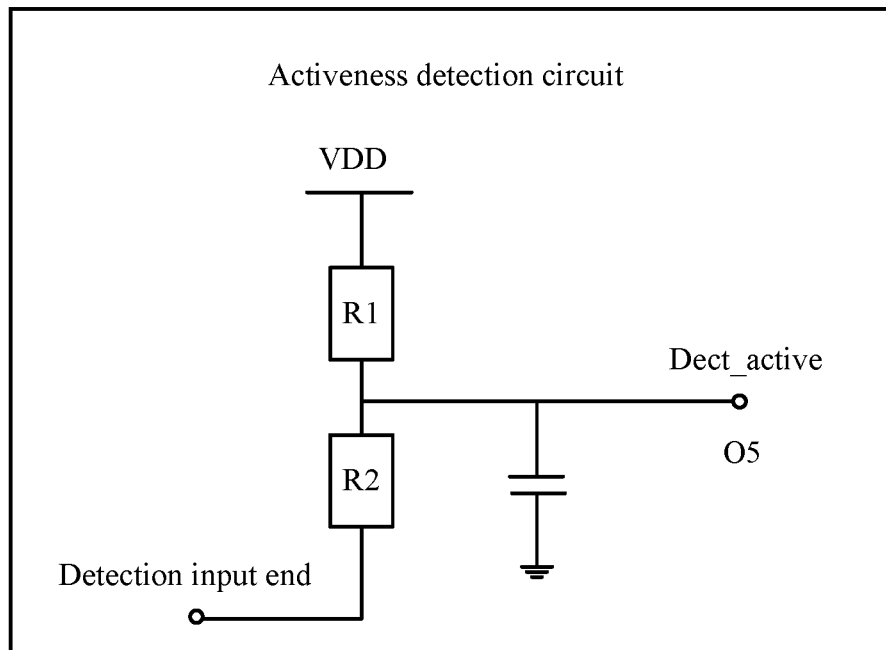 Activeness detection circuit
VDD
R1
Dect_active
O5
R2
Detection input end